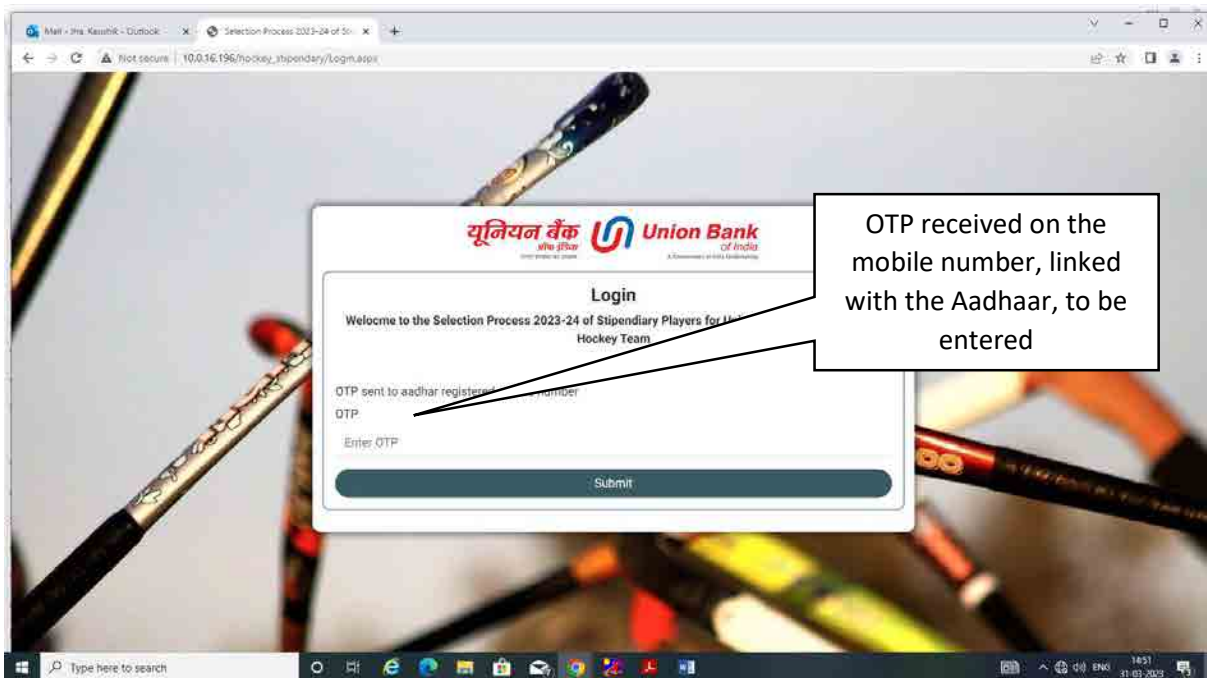 Mail - Jha, Kaushik - Outlook
Selection Process 2023-24 of St
Not secure
10.0.16.196/hockey_stipendary/Login.aspx
यूनियन बैंक
ऑफ इंडिया
Union Bank
of India
Login
Welocme to the Selection Process 2023-24 of Stipendiary Players for
Hockey Team
OTP sent to aadhar registered number
OTP
Enter OTP
Submit
OTP received on the
mobile number, linked
with the Aadhaar, to be
entered
Type here to search
ENG
14:51
31-03-2023